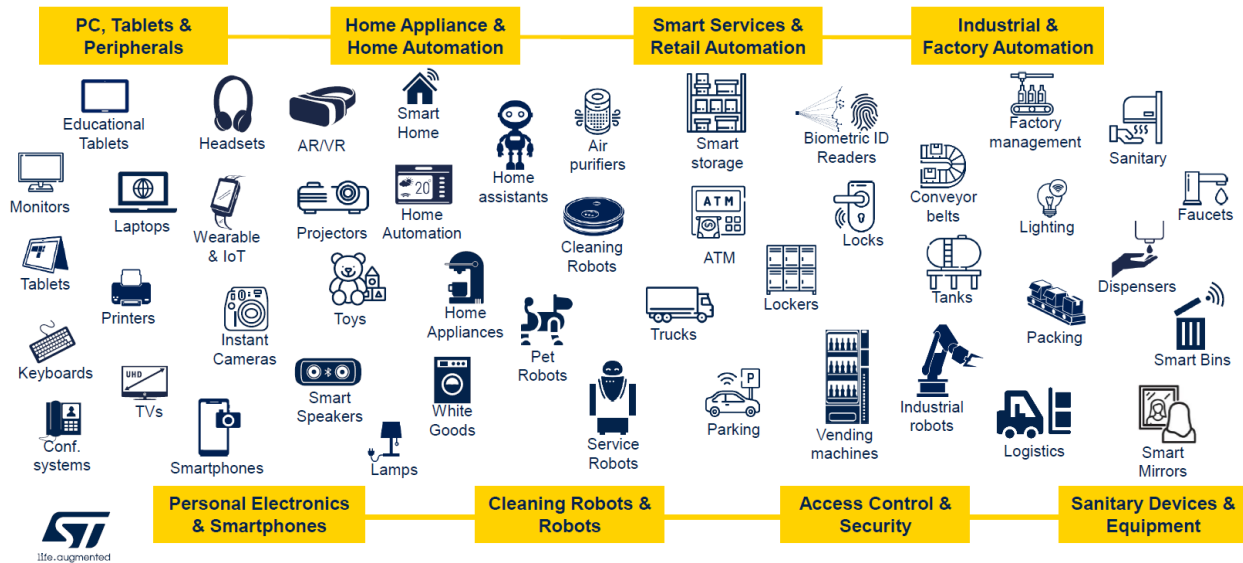 PC, Tablets &
Peripherals
Home Appliance &
Home Automation
Smart Services &
Retail Automation
Industrial &
Factory Automation
Educational
Tablets
Headsets
AR/VR
Smart
Home
Home
assistants
Air
purifiers
Smart
storage
Biometric ID
Readers
Factory
management
Sanitary
Monitors
Laptops
Wearable
& IoT
Projectors
20°
Home
Automation
Cleaning
Robots
ATM
ATM
Locks
Conveyor
belts
Lighting
Faucets
Tablets
Printers
Instant
Cameras
Toys
Home
Appliances
Pet
Robots
Trucks
Lockers
Tanks
Packing
Dispensers
Smart Bins
Keyboards
UHD
TVs
Smart
Speakers
White
Goods
Service
Robots
P
Parking
Vending
machines
Industrial
robots
Logistics
Smart
Mirrors
Conf.
systems
Smartphones
Lamps
Personal Electronics
& Smartphones
Cleaning Robots &
Robots
Access Control &
Security
Sanitary Devices &
Equipment
ST
life.augmented